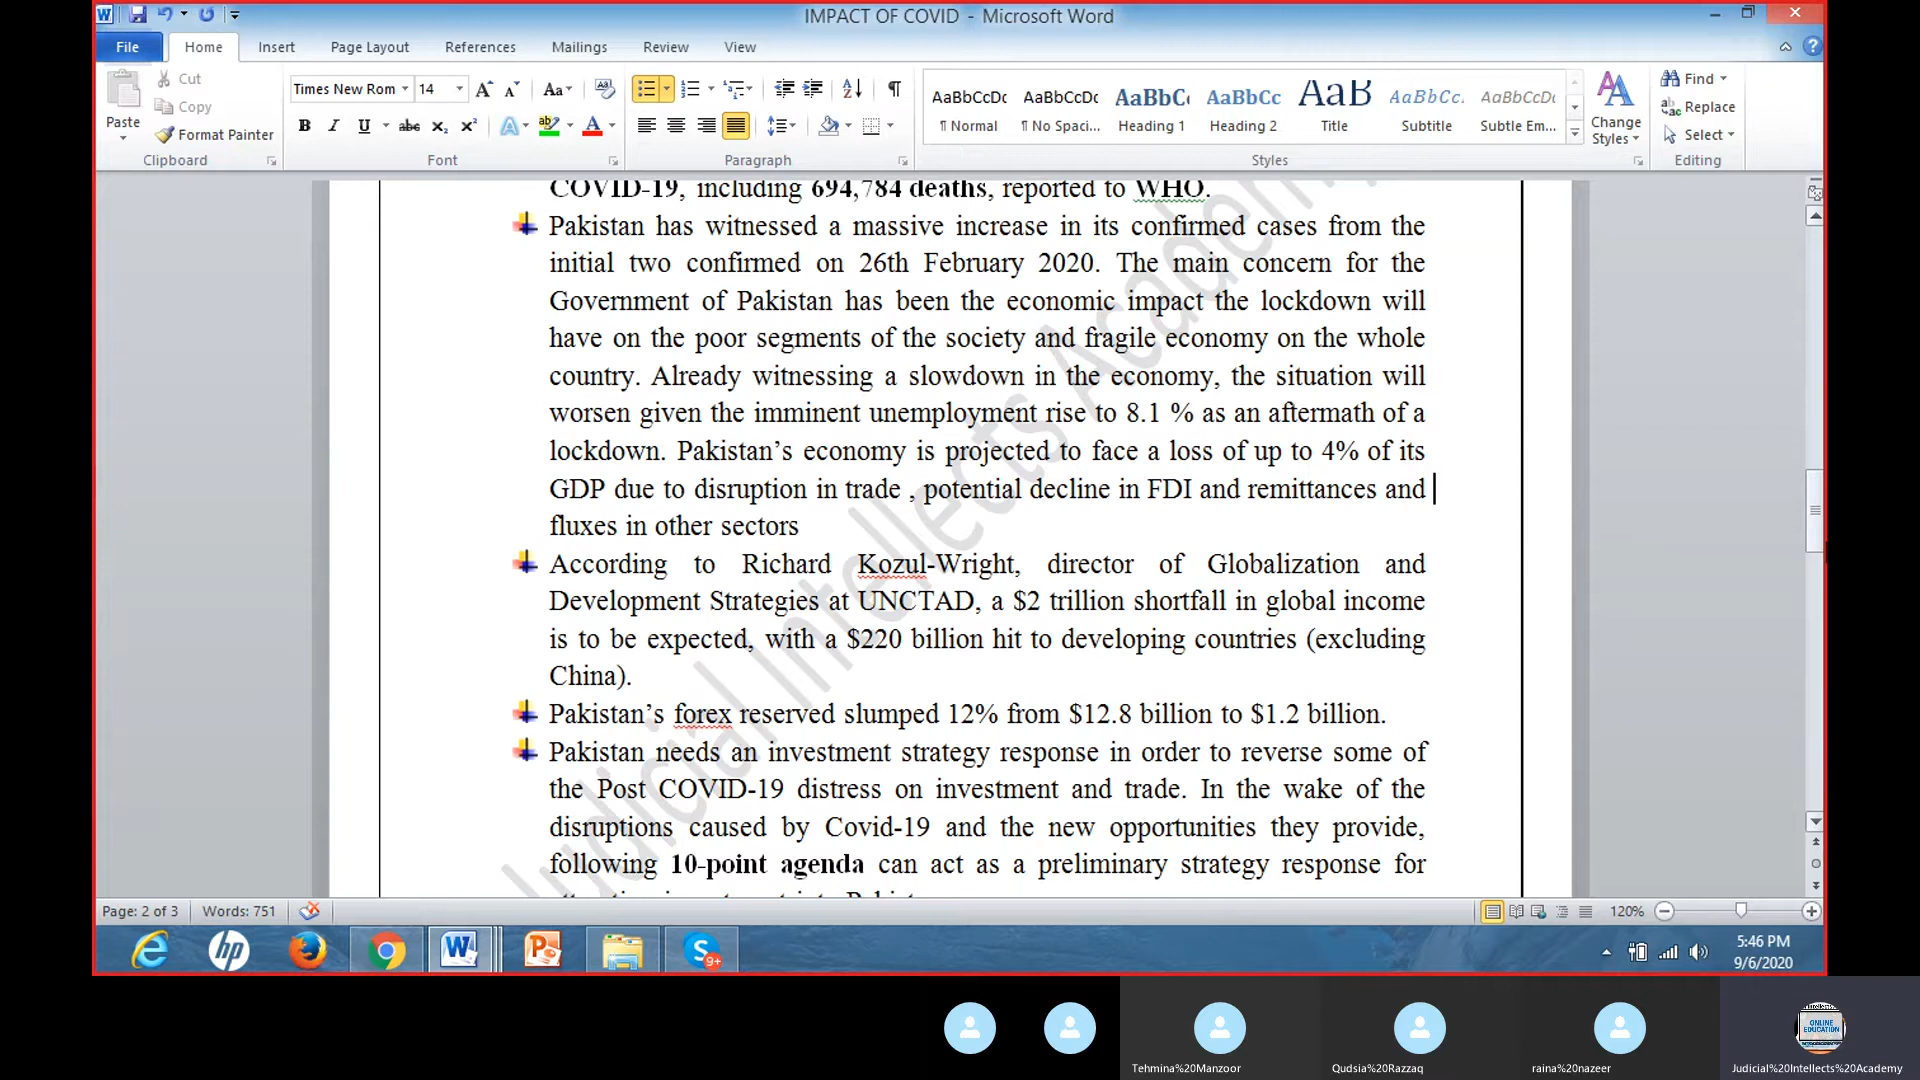 IMPACT OF COVID - Microsoft Word
File Home Insert Page Layout References Mailings Review View
Paste
Cut
Copy
Format Painter
Clipboard
Times New Rom 14
Font
Paragraph
AaBbCcDc AaBbCcDc AaBbC AaBbCc AaB AaBbCc. AaBbCcDc
¶ Normal ¶ No Spaci... Heading 1 Heading 2 Title Subtitle Subtle Em...
Change Styles
Styles
Find
Replace
Select
Editing
COVID-19, including 694,784 deaths, reported to WHO.
Pakistan has witnessed a massive increase in its confirmed cases from the
initial two confirmed on 26th February 2020. The main concern for the
Government of Pakistan has been the economic impact the lockdown will
have on the poor segments of the society and fragile economy on the whole
country. Already witnessing a slowdown in the economy, the situation will
worsen given the imminent unemployment rise to 8.1 % as an aftermath of a
lockdown. Pakistan’s economy is projected to face a loss of up to 4% of its
GDP due to disruption in trade , potential decline in FDI and remittances and
fluxes in other sectors
According to Richard Kozul-Wright, director of Globalization and
Development Strategies at UNCTAD, a $2 trillion shortfall in global income
is to be expected, with a $220 billion hit to developing countries (excluding
China).
Pakistan’s forex reserved slumped 12% from $12.8 billion to $1.2 billion.
Pakistan needs an investment strategy response in order to reverse some of
the Post COVID-19 distress on investment and trade. In the wake of the
disruptions caused by Covid-19 and the new opportunities they provide,
following 10-point agenda can act as a preliminary strategy response for
Judicial Intellects Academy
Page: 2 of 3 Words: 751 120%
9+
5:46 PM
9/6/2020
ONLINE
EDUCATION
Tehmina%20Manzoor Qudsia%20Razzaq raina%20nazeer Judicial%20Intellects%20Academy